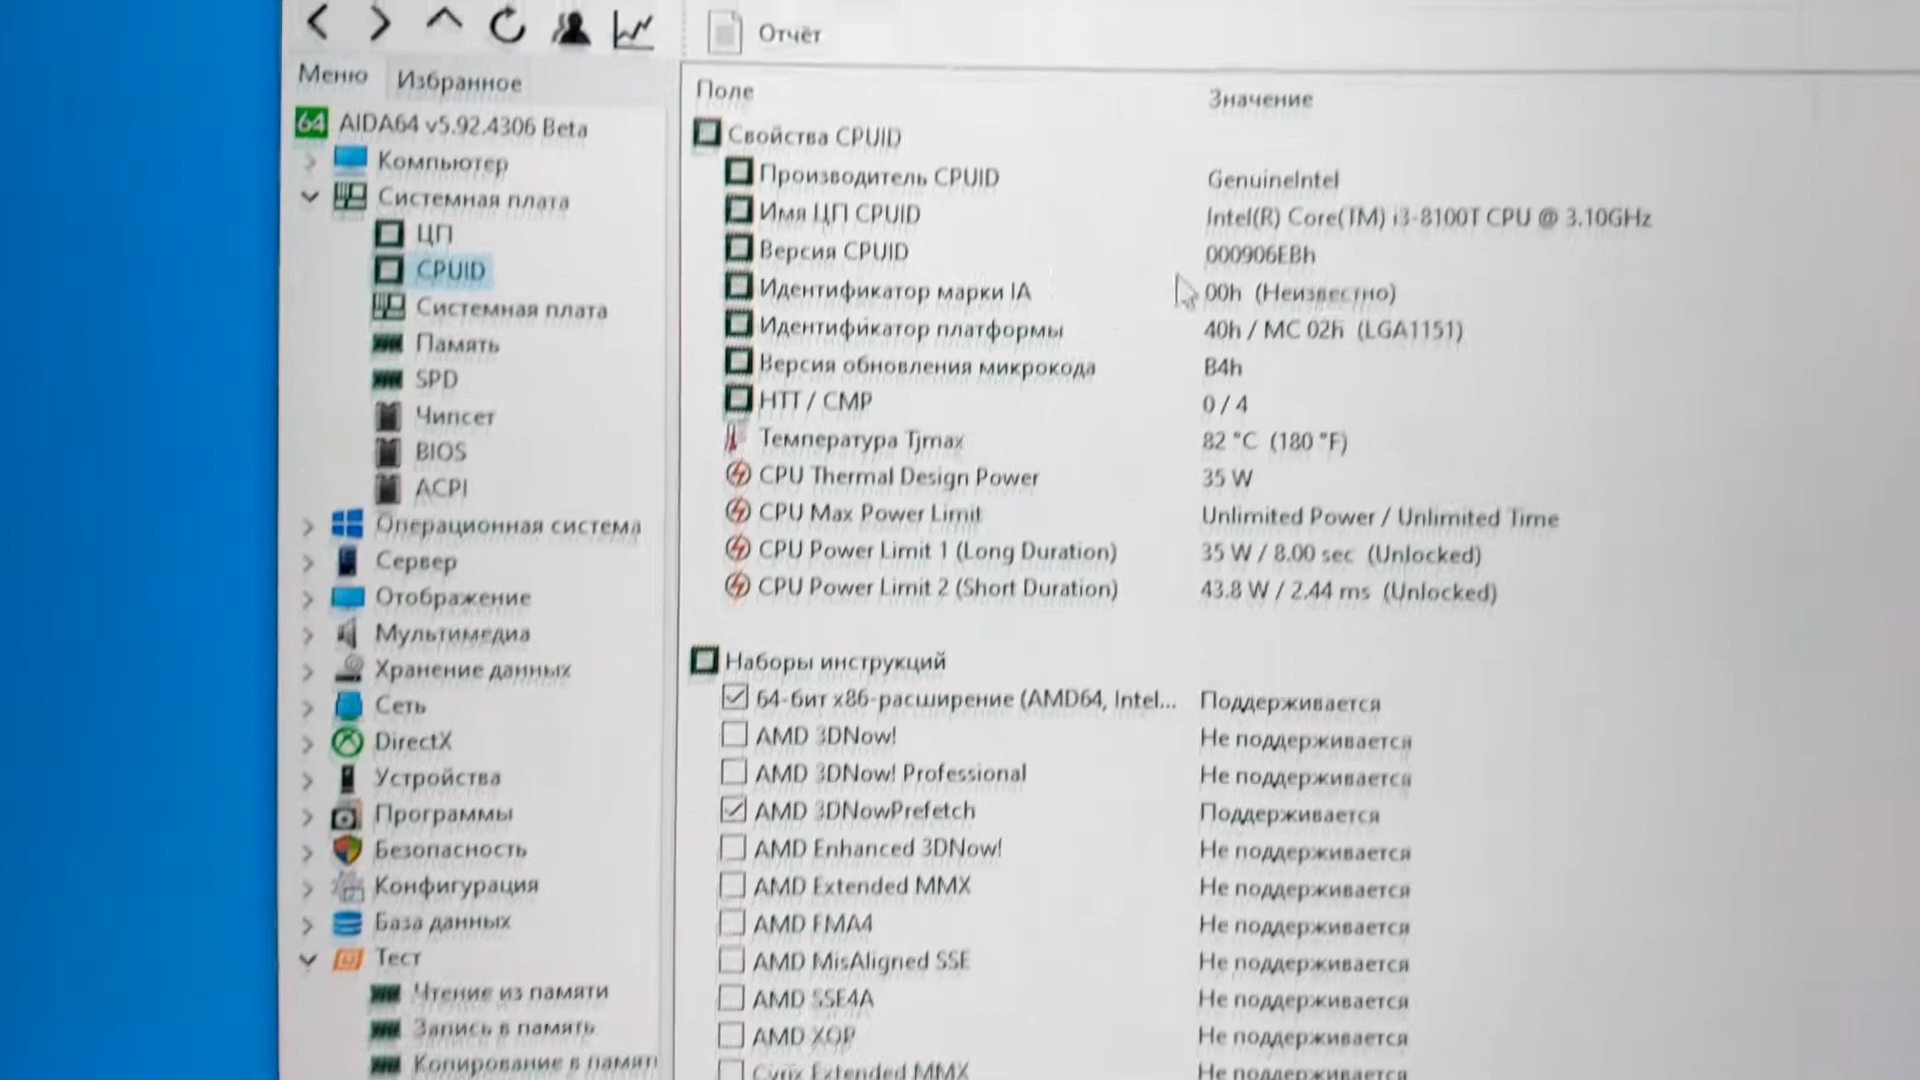 Отчёт
Меню Избранное
64 AIDA64 v5.92.4306 Beta
Компьютер
Системная плата
ЦП
CPUID
Системная плата
Память
SPD
Чипсет
BIOS
ACPI
Операционная система
Сервер
Отображение
Мультимедиа
Хранение данных
Сеть
DirectX
Устройства
Программы
Безопасность
Конфигурация
База данных
Тест
Чтение из памяти
Запись в память
Копирование в памят
Поле Значение
Свойства CPUID
Производитель CPUID GenuineIntel
Имя ЦП CPUID Intel(R) Core(TM) i3-8100T CPU @ 3.10GHz
Версия CPUID 000906EBh
Идентификатор марки IA 00h (Неизвестно)
Идентификатор платформы 40h / MC 02h (LGA1151)
Версия обновления микрокода B4h
HTT / CMP 0 / 4
Температура Tjmax 82 °C (180 °F)
CPU Thermal Design Power 35 W
CPU Max Power Limit Unlimited Power / Unlimited Time
CPU Power Limit 1 (Long Duration) 35 W / 8.00 sec (Unlocked)
CPU Power Limit 2 (Short Duration) 43.8 W / 2.44 ms (Unlocked)
Наборы инструкций
64-бит x86-расширение (AMD64, Intel... Поддерживается
AMD 3DNow! Не поддерживается
AMD 3DNow! Professional Не поддерживается
AMD 3DNowPrefetch Поддерживается
AMD Enhanced 3DNow! Не поддерживается
AMD Extended MMX Не поддерживается
AMD FMA4 Не поддерживается
AMD MisAligned SSE Не поддерживается
AMD SSE4A Не поддерживается
AMD XOP Не поддерживается
Cyrix Extended MMX Не поддерживается